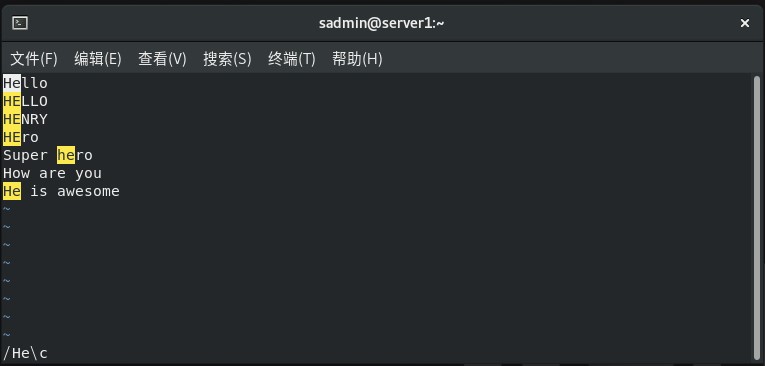 sadmin@server1:~
文件(F) 编辑(E) 查看(V) 搜索(S) 终端(T) 帮助(H)
Hello
HELLO
HENRY
HEro
Super hero
How are you
He is awesome
~
~
~
~
~
~
~
~
/He\c